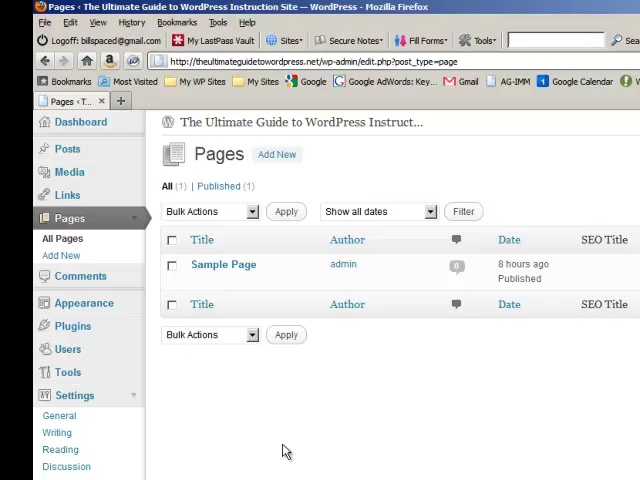 Pages < The Ultimate Guide to WordPress Instruction Site — WordPress - Mozilla Firefox
File Edit View History Bookmarks Tools Help
Logoff: billspaced@gmail.com My LastPass Vault Sites Secure Notes Fill Forms Tools Sea
http://theultimateguidetowordpress.net/wp-admin/edit.php?post_type=page
Bookmarks Most Visited My WP Sites My Sites Google Google AdWords: Key... Gmail AG-IMM Google Calendar W
Pages < T... × +
Dashboard
Posts
Media
Links
Pages
All Pages
Add New
Comments
Appearance
Plugins
Users
Tools
Settings
General
Writing
Reading
Discussion
The Ultimate Guide to WordPress Instruct...
Pages Add New
All (1) | Published (1)
Bulk Actions Apply Show all dates Filter
Title Author Date SEO Title
Sample Page admin 0 8 hours ago
Published
Title Author Date SEO Title
Bulk Actions Apply